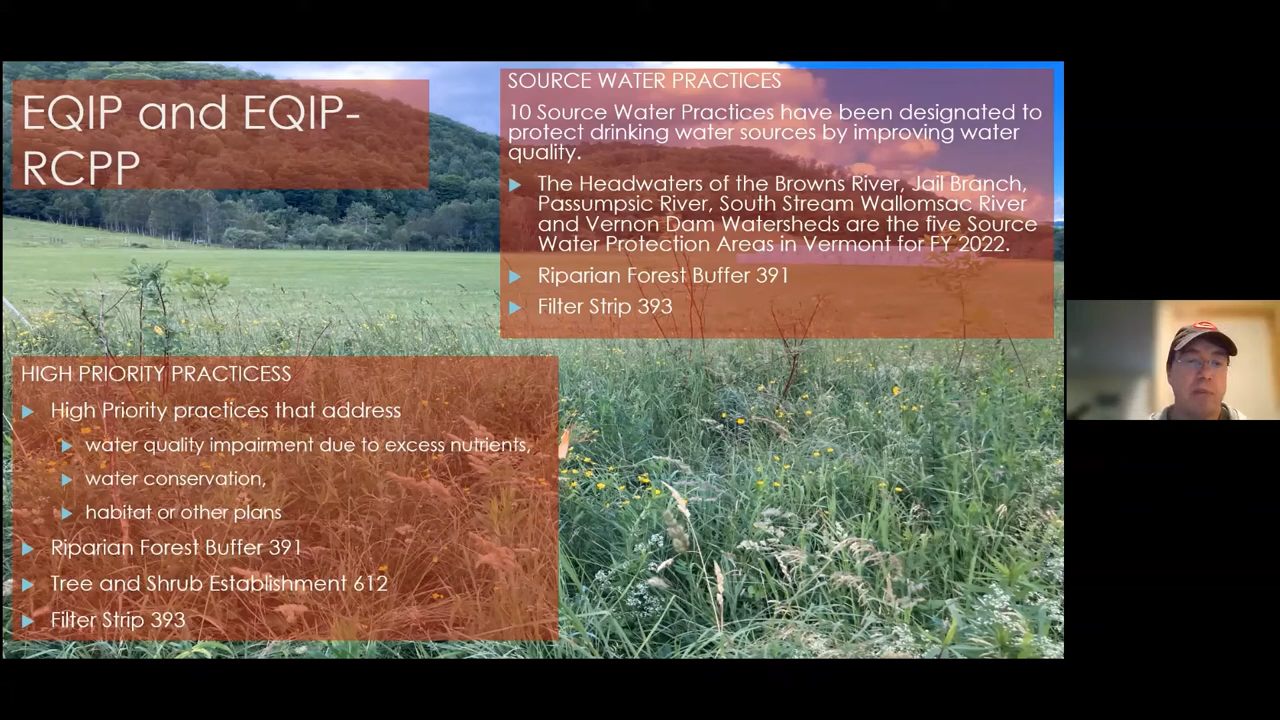 EQIP and EQIP-
RCPP
SOURCE WATER PRACTICES
10 Source Water Practices have been designated to
protect drinking water sources by improving water
quality.
The Headwaters of the Browns River, Jail Branch,
Passumpsic River, South Stream Wallomsac River
and Vernon Dam Watersheds are the five Source
Water Protection Areas in Vermont for FY 2022.
Riparian Forest Buffer 391
Filter Strip 393
HIGH PRIORITY PRACTICESS
High Priority practices that address
water quality impairment due to excess nutrients,
water conservation,
habitat or other plans
Riparian Forest Buffer 391
Tree and Shrub Establishment 612
Filter Strip 393